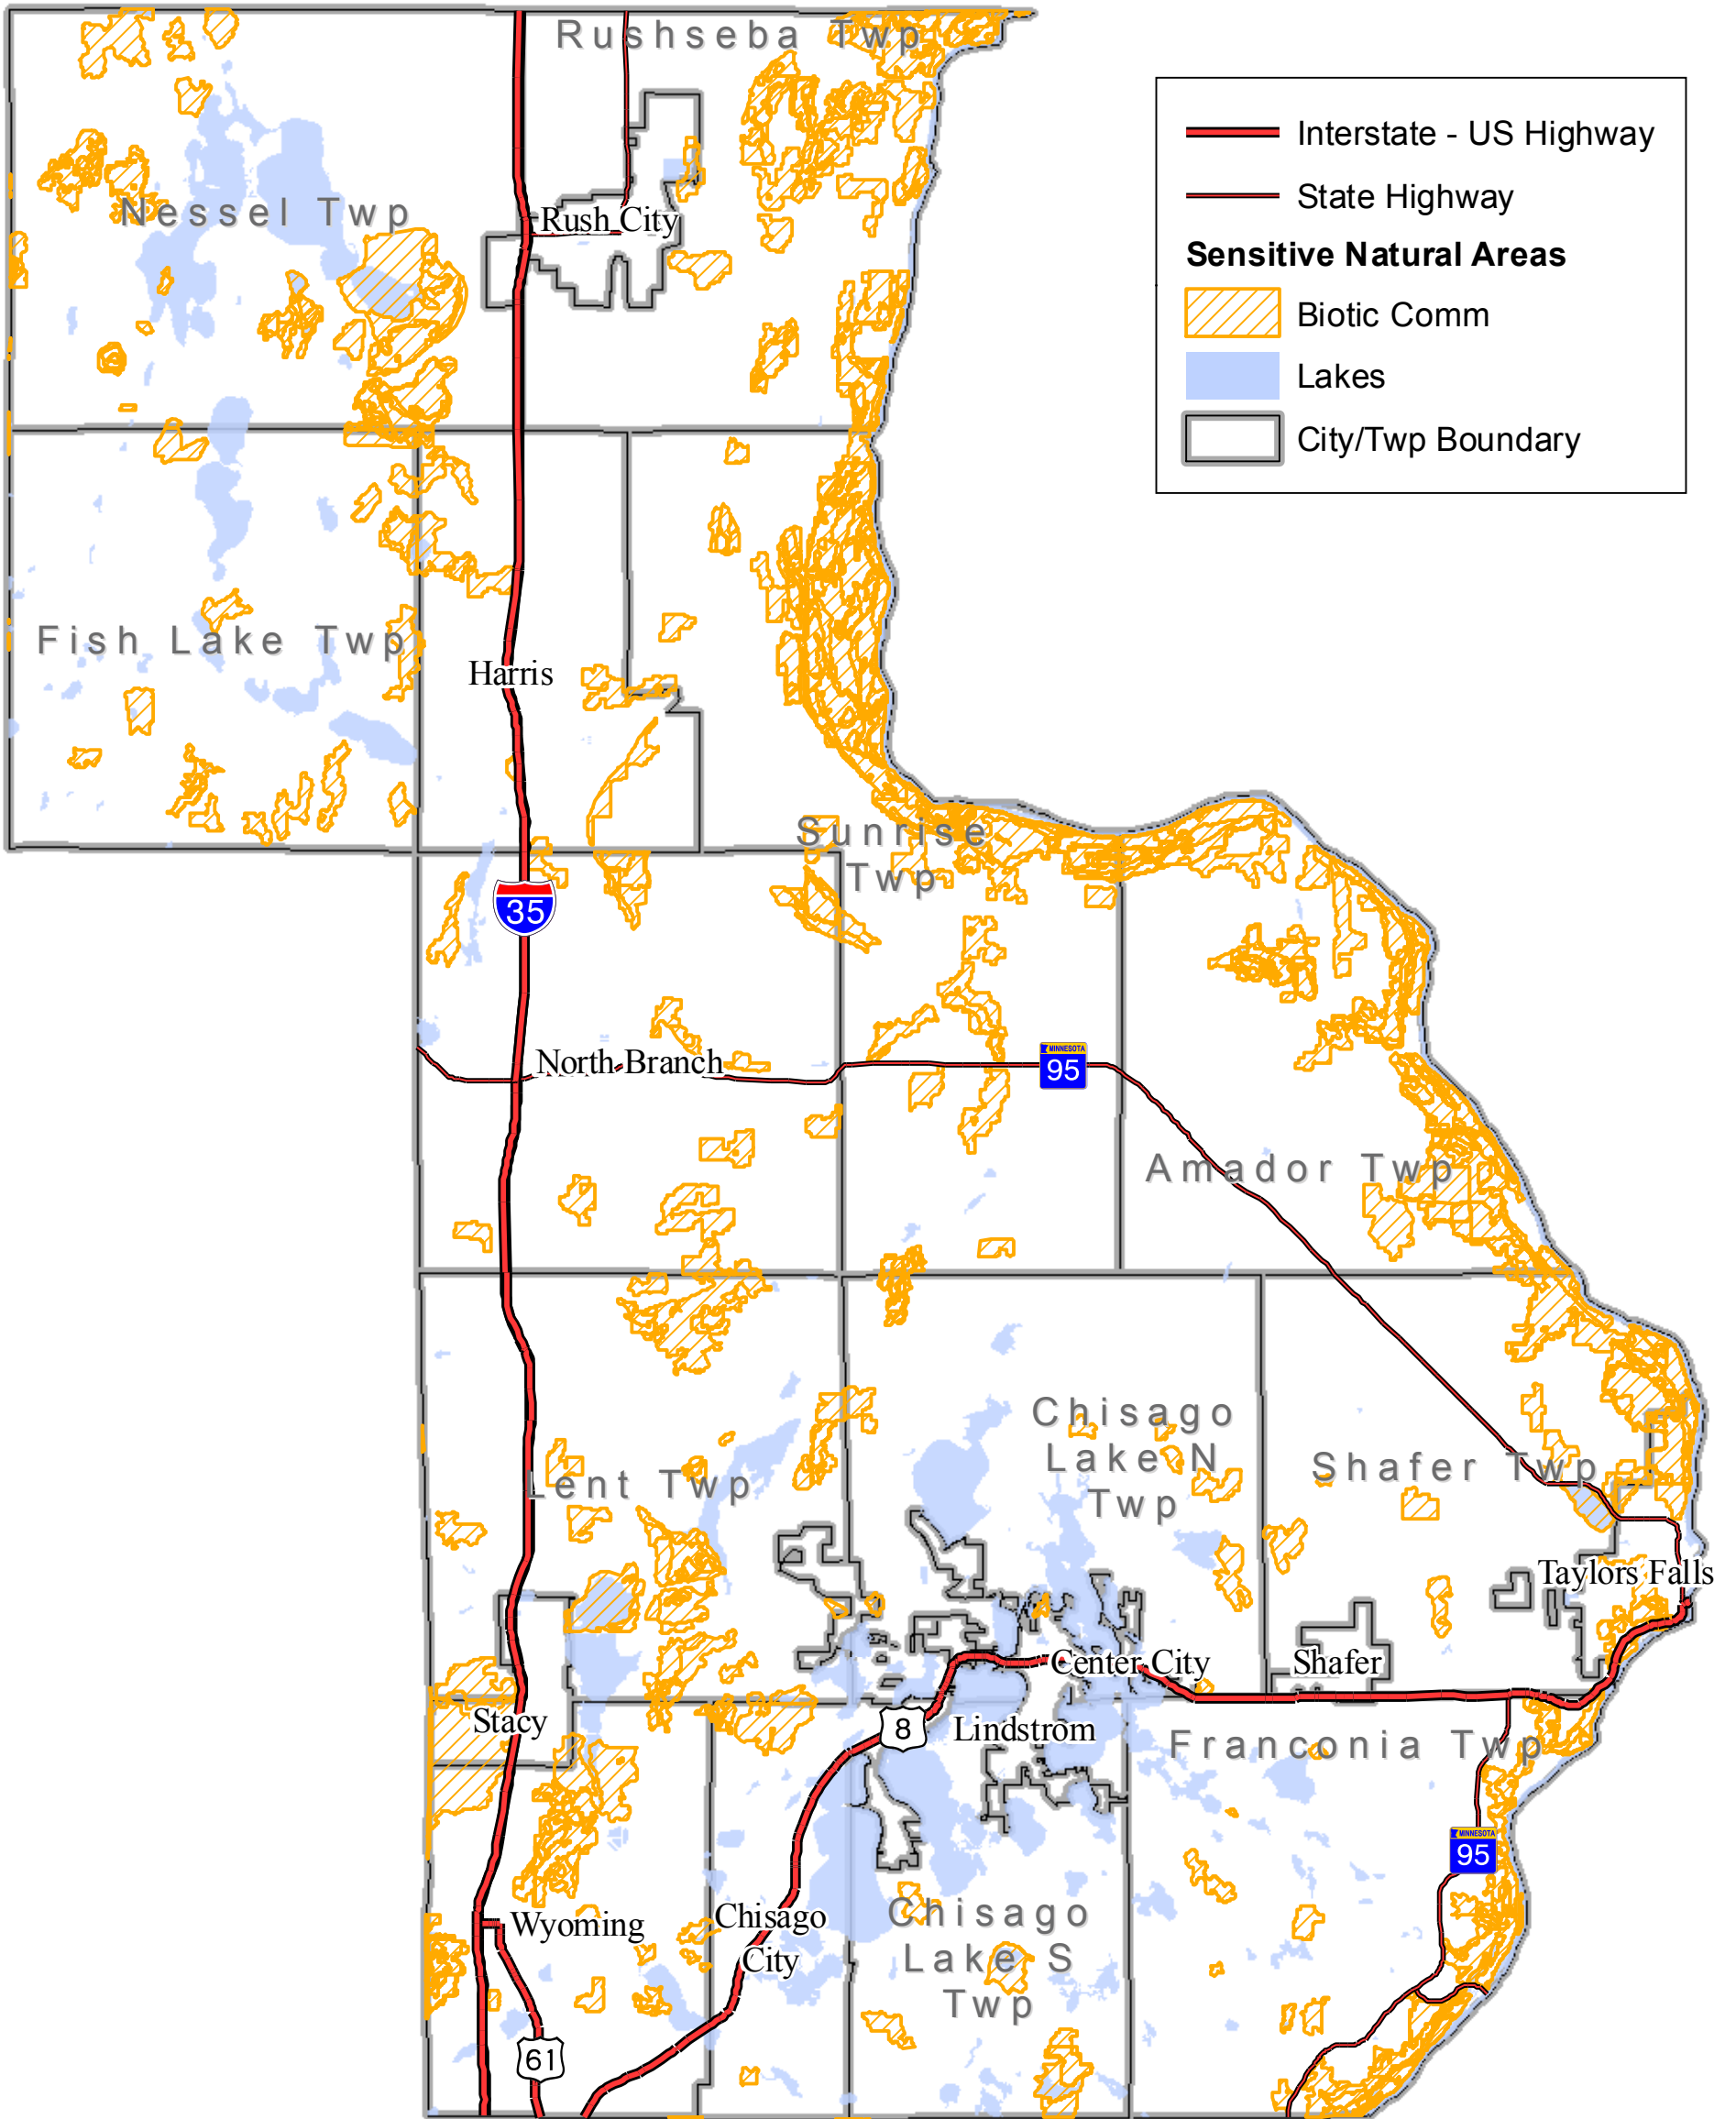 Rushseba Twp
Interstate - US Highway
State Highway
Sensitive Natural Areas
Biotic Comm
Lakes
City/Twp Boundary
Nessel Twp
Rush City
Fish Lake Twp
Harris
Sunrise
Twp
35
North Branch
MINNESOTA
95
Amador Twp
Chisago
Lake N
Twp
Lent Twp
Shafer Twp
Taylors Falls
Center City
Shafer
Stacy
8
Lindstrom
Franconia Twp
MINNESOTA
95
Wyoming
Chisago
City
Chisago
Lake S
Twp
61